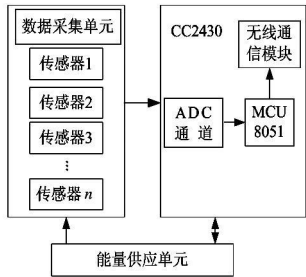 数据采集单元
传感器1
传感器2
传感器3
⋮
传感器n
CC2430
无线通
信模块
ADC
通 道
MCU
8051
能量供应单元